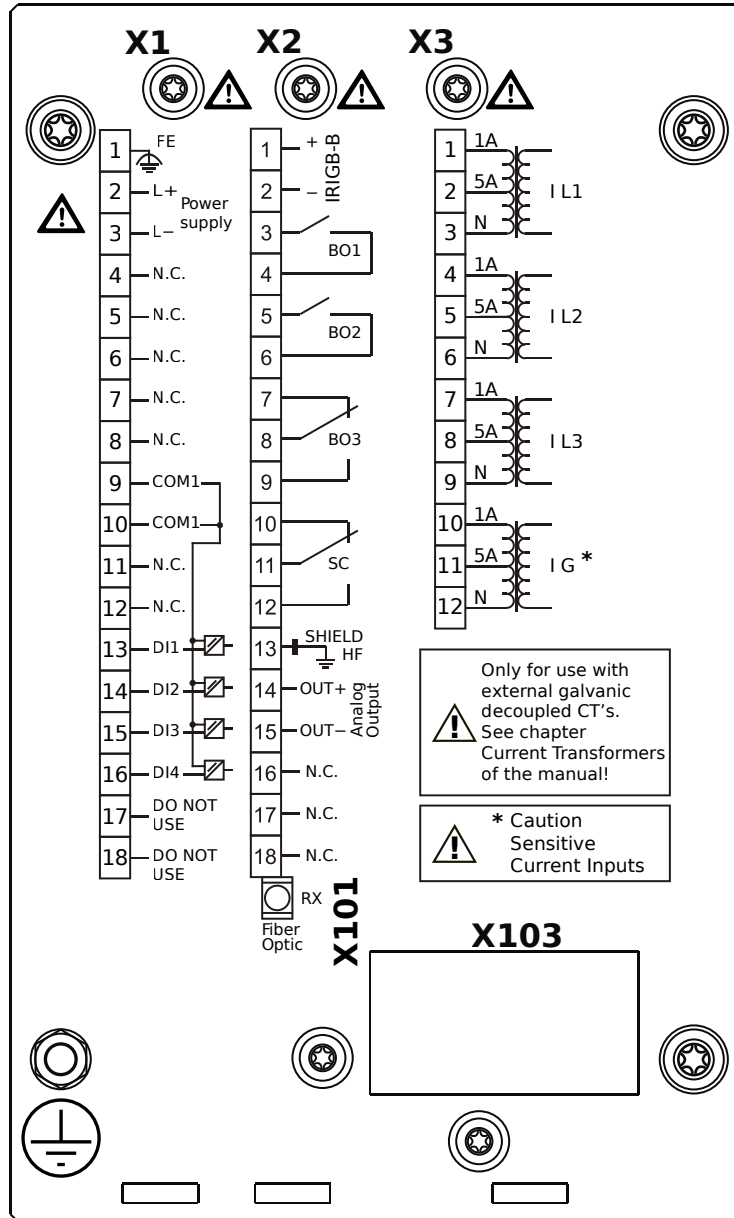 X1 X2 X3
1 FE
2 L+
3 L−
Power
supply
4 N.C.
5 N.C.
6 N.C.
7 N.C.
8 N.C.
9 COM1
10 COM1
11 N.C.
12 N.C.
13 DI1
14 DI2
15 DI3
16 DI4
17 DO NOT
USE
18 DO NOT
USE
1 +
2 −
IRIGB-B
3
4
BO1
5
6
BO2
7
8 BO3
9
10
11 SC
12
13 SHIELD
HF
14 OUT+
15 OUT−
Analog
Output
16 N.C.
17 N.C.
18 N.C.
RX
Fiber
Optic
X101
1 1A
2 5A I L1
3 N
4 1A
5 5A I L2
6 N
7 1A
8 5A I L3
9 N
10 1A
11 5A I G *
12 N
Only for use with
external galvanic
decoupled CT's.
See chapter
Current Transformers
of the manual!
* Caution
Sensitive
Current Inputs
X103